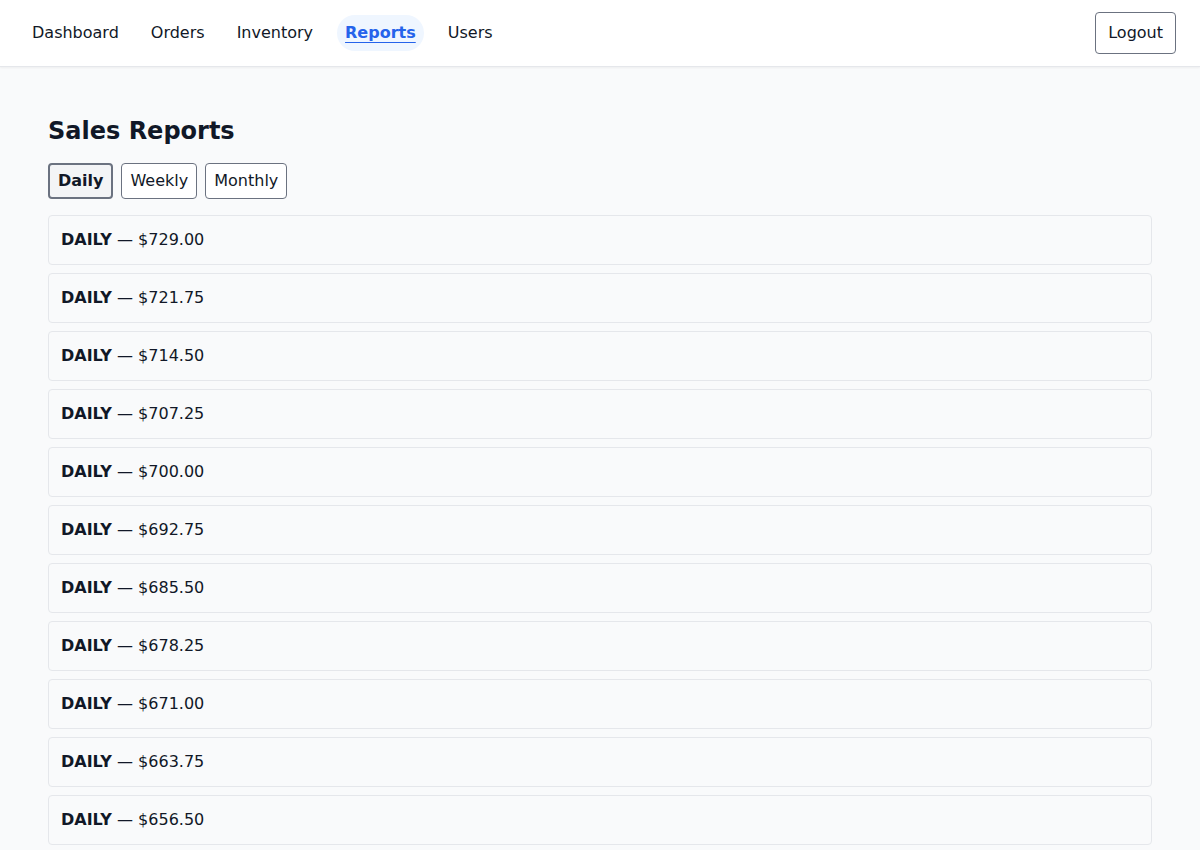 Dashboard Orders Inventory Reports Users Logout
Sales Reports
Daily Weekly Monthly
DAILY — $729.00
DAILY — $721.75
DAILY — $714.50
DAILY — $707.25
DAILY — $700.00
DAILY — $692.75
DAILY — $685.50
DAILY — $678.25
DAILY — $671.00
DAILY — $663.75
DAILY — $656.50